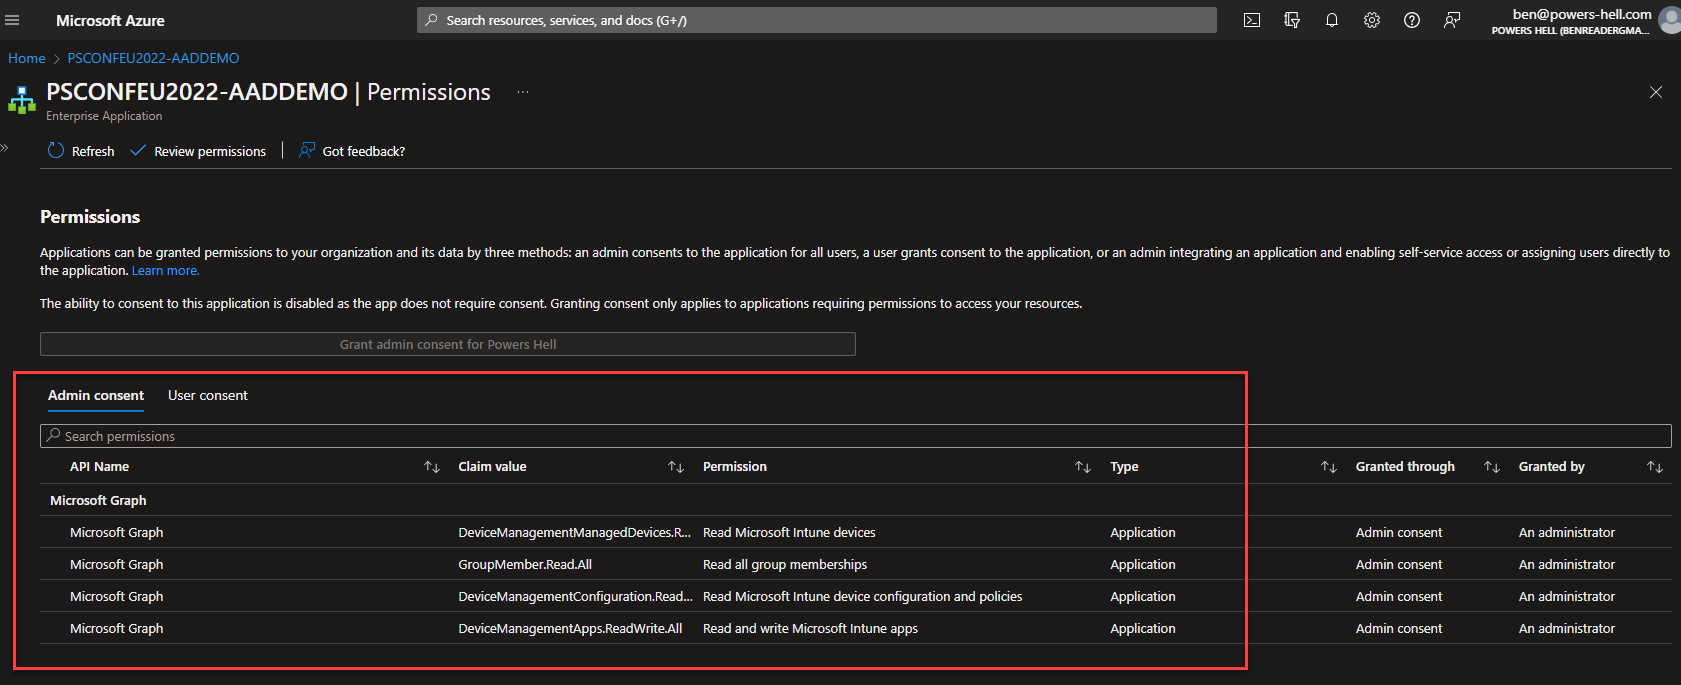 Microsoft Azure
Search resources, services, and docs (G+/)
ben@powers-hell.com
POWERS HELL (BENREADERGMA...
Home > PSCONFEU2022-AADDEMO
PSCONFEU2022-AADDEMO | Permissions ...
Enterprise Application
Refresh Review permissions Got feedback?
Permissions
Applications can be granted permissions to your organization and its data by three methods: an admin consents to the application for all users, a user grants consent to the application, or an admin integrating an application and enabling self-service access or assigning users directly to
the application. Learn more.
The ability to consent to this application is disabled as the app does not require consent. Granting consent only applies to applications requiring permissions to access your resources.
Grant admin consent for Powers Hell
Admin consent User consent
Search permissions
API Name Claim value Permission Type Granted through Granted by
Microsoft Graph
Microsoft Graph DeviceManagementManagedDevices.R... Read Microsoft Intune devices Application Admin consent An administrator
Microsoft Graph GroupMember.Read.All Read all group memberships Application Admin consent An administrator
Microsoft Graph DeviceManagementConfiguration.Read... Read Microsoft Intune device configuration and policies Application Admin consent An administrator
Microsoft Graph DeviceManagementApps.ReadWrite.All Read and write Microsoft Intune apps Application Admin consent An administrator